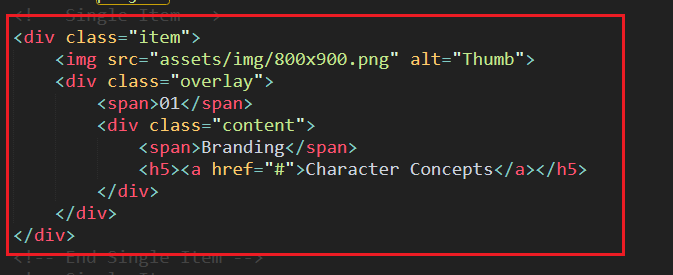 <!-- Single Item -->
<div class="item">
    <img src="assets/img/800x900.png" alt="Thumb">
    <div class="overlay">
        <span>01</span>
        <div class="content">
            <span>Branding</span>
            <h5><a href="#">Character Concepts</a></h5>
        </div>
    </div>
</div>
<!-- End Single Item -->